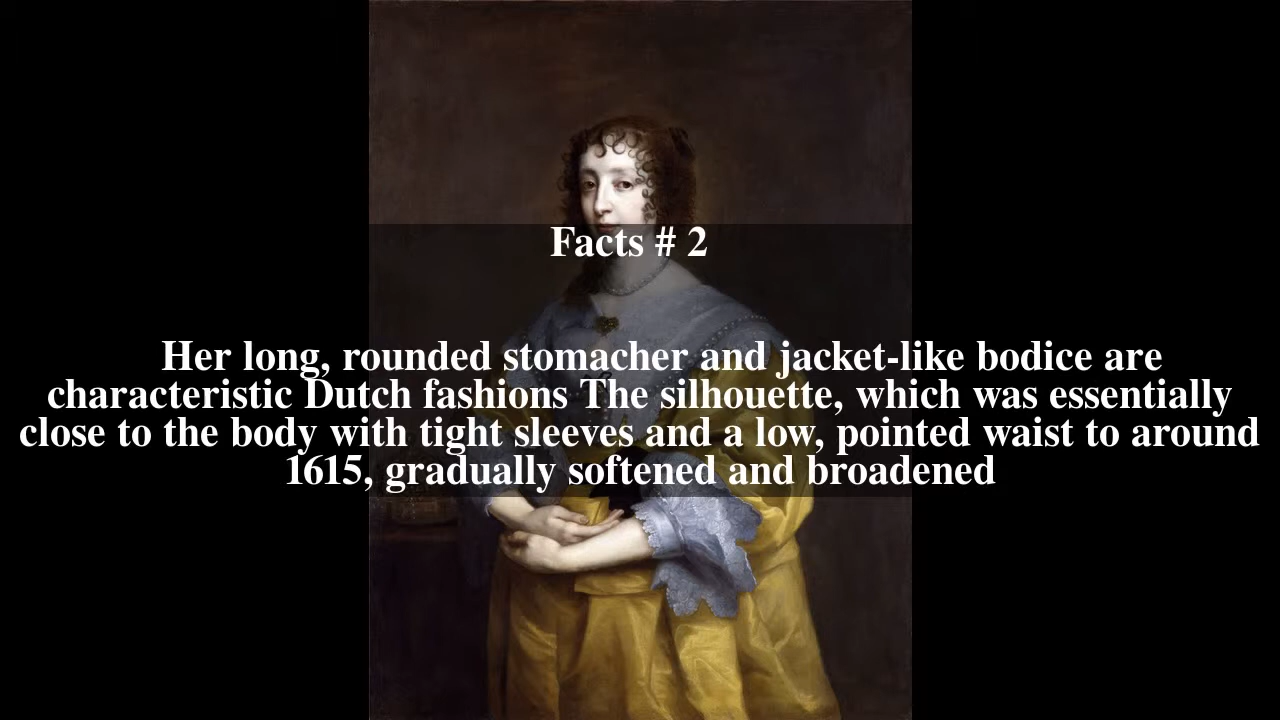 Facts # 2
Her long, rounded stomacher and jacket-like bodice are
characteristic Dutch fashions The silhouette, which was essentially
close to the body with tight sleeves and a low, pointed waist to around
1615, gradually softened and broadened